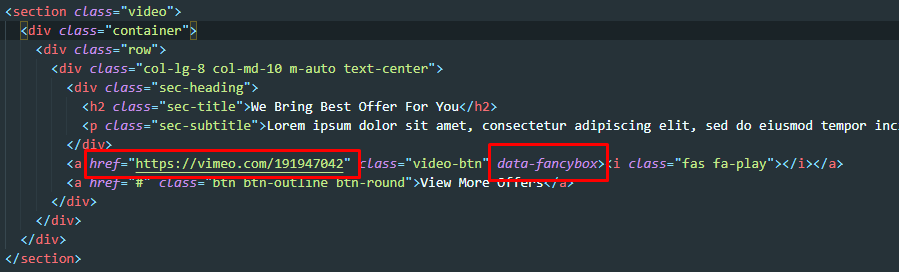 <section class="video">
<div class="container">
<div class="row">
<div class="col-lg-8 col-md-10 m-auto text-center">
<div class="sec-heading">
<h2 class="sec-title">We Bring Best Offer For You</h2>
<p class="sec-subtitle">Lorem ipsum dolor sit amet, consectetur adipiscing elit, sed do eiusmod tempor inci
</div>
<a href="https://vimeo.com/191947042" class="video-btn" data-fancybox><i class="fas fa-play"></i></a>
<a href="#" class="btn btn-outline btn-round">View More Offers</a>
</div>
</div>
</div>
</section>